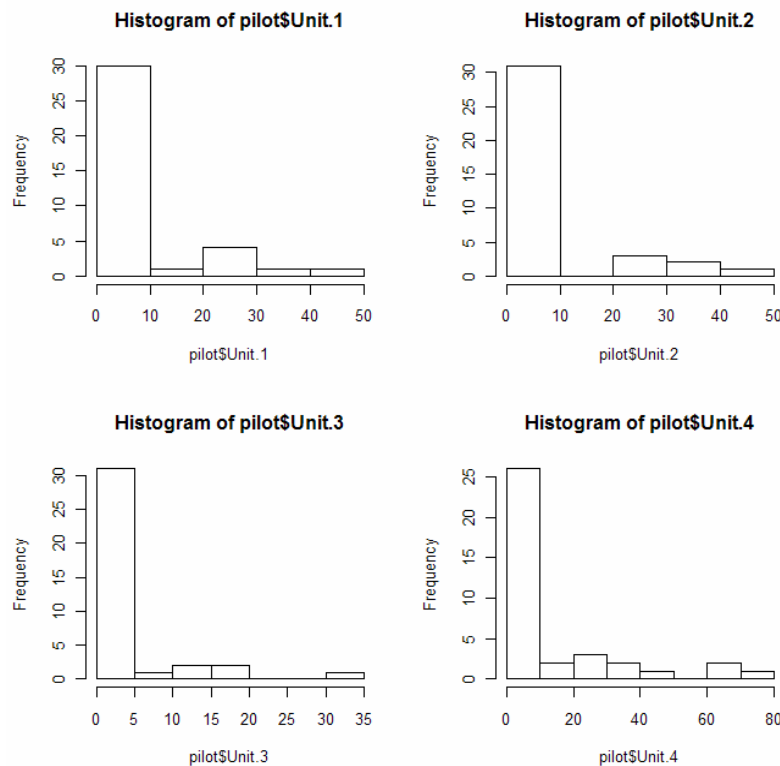 Histogram of pilot$Unit.1
Frequency
0 5 10 15 20 25 30
0 10 20 30 40 50
pilot$Unit.1
Histogram of pilot$Unit.2
Frequency
0 5 10 15 20 25 30
0 10 20 30 40 50
pilot$Unit.2
Histogram of pilot$Unit.3
Frequency
0 5 10 15 20 25 30
0 5 10 15 20 25 30 35
pilot$Unit.3
Histogram of pilot$Unit.4
Frequency
0 5 10 15 20 25
0 20 40 60 80
pilot$Unit.4